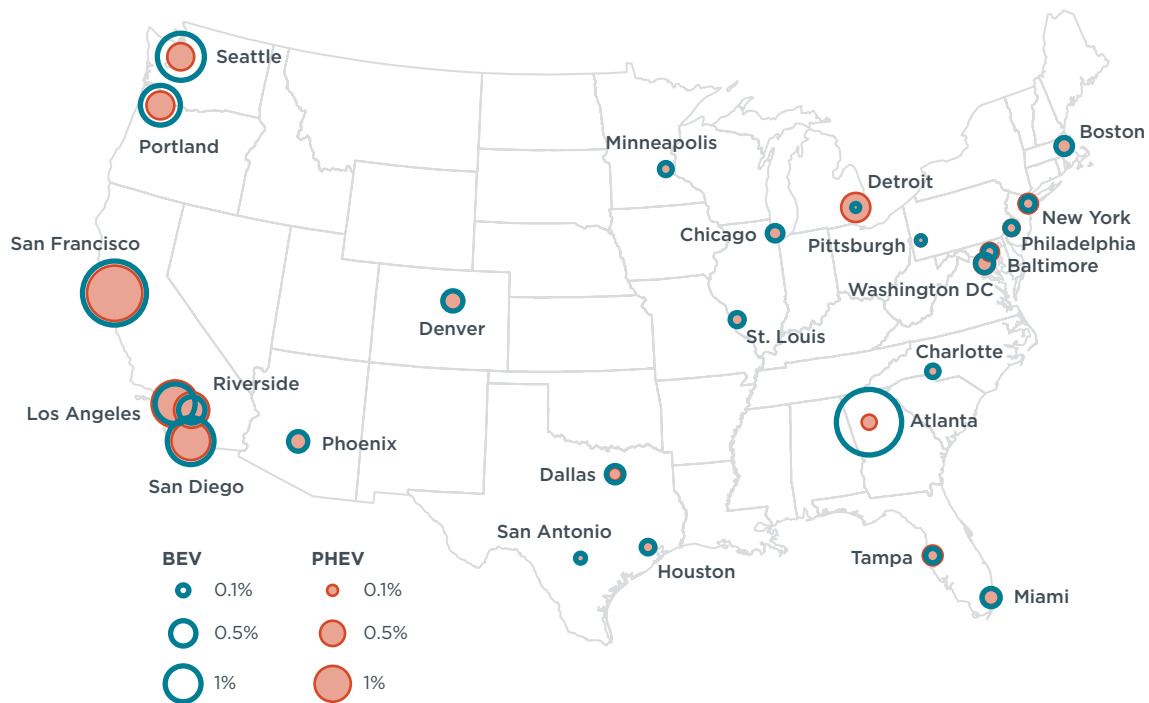 Seattle
Portland
Minneapolis
Boston
Detroit
New York
Chicago
Pittsburgh
Philadelphia
San Francisco
Baltimore
Washington DC
Denver
St. Louis
Charlotte
Riverside
Los Angeles
Atlanta
Phoenix
Dallas
San Diego
San Antonio
Houston
Tampa
Miami
BEV PHEV
0.1% 0.1%
0.5% 0.5%
1% 1%